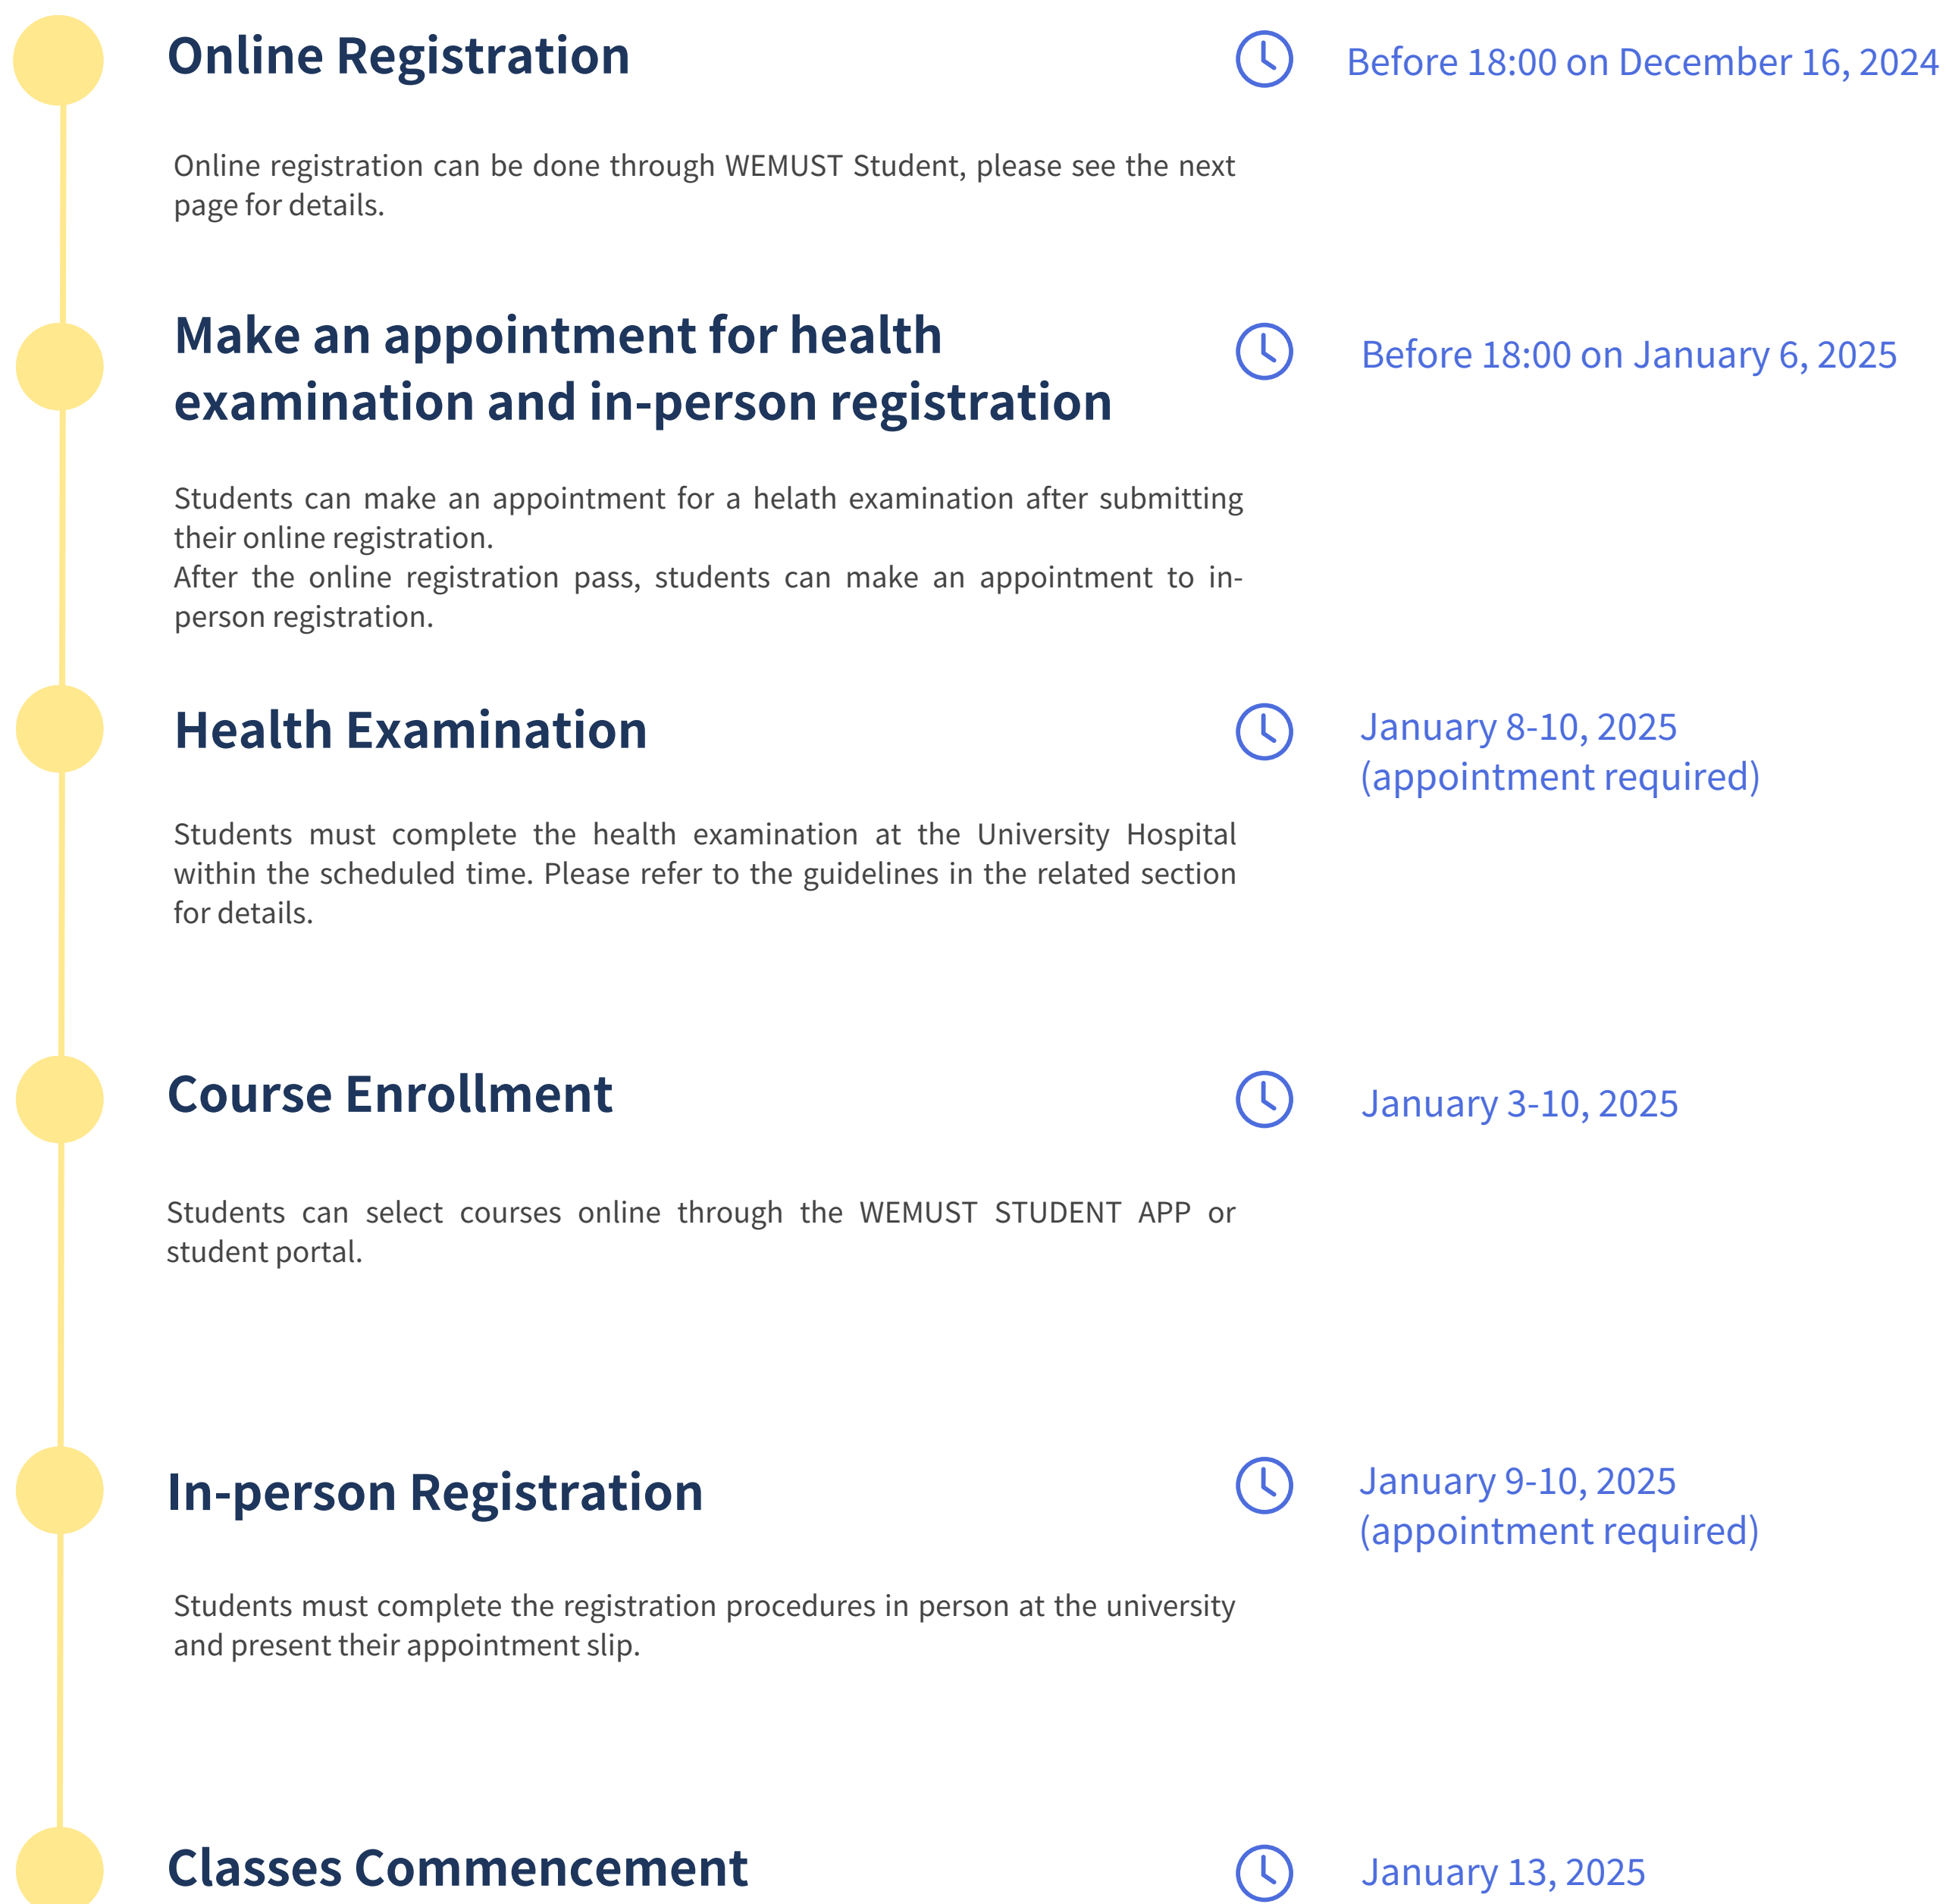 Online Registration
Before 18:00 on December 16, 2024
Online registration can be done through WEMUST Student, please see the next
page for details.
Make an appointment for health
examination and in-person registration
Before 18:00 on January 6, 2025
Students can make an appointment for a helath examination after submitting
their online registration.
After the online registration pass, students can make an appointment to in-
person registration.
Health Examination
January 8-10, 2025
(appointment required)
Students must complete the health examination at the University Hospital
within the scheduled time. Please refer to the guidelines in the related section
for details.
Course Enrollment
January 3-10, 2025
Students can select courses online through the WEMUST STUDENT APP or
student portal.
In-person Registration
January 9-10, 2025
(appointment required)
Students must complete the registration procedures in person at the university
and present their appointment slip.
Classes Commencement
January 13, 2025